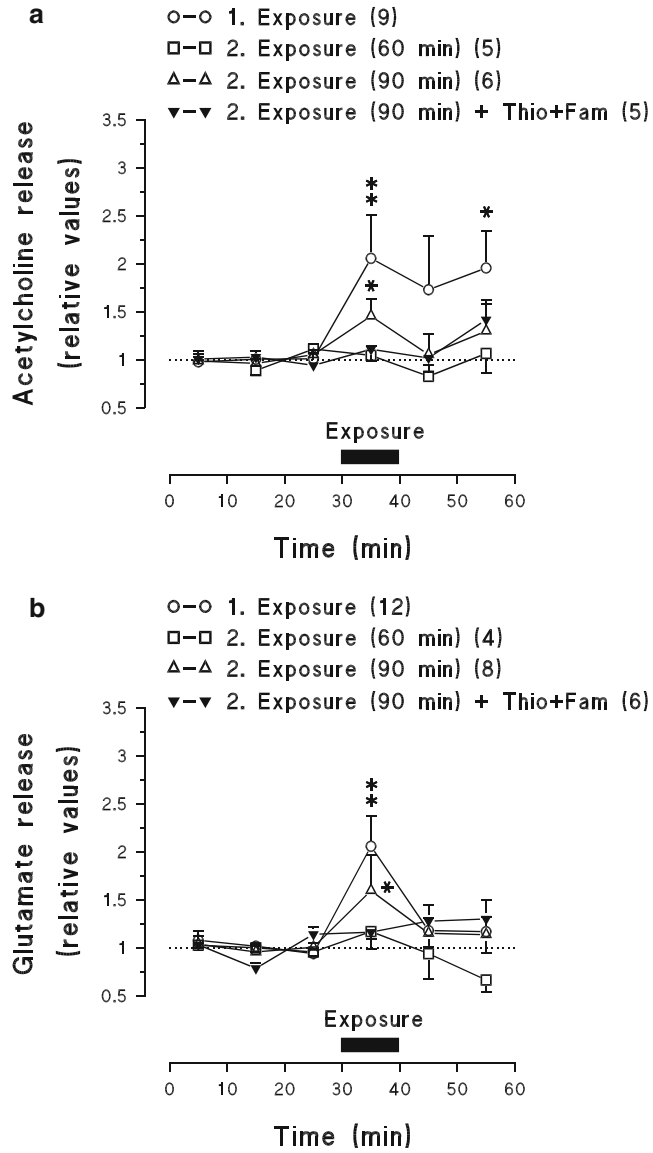 a
1. Exposure (9)
2. Exposure (60 min) (5)
2. Exposure (90 min) (6)
2. Exposure (90 min) + Thio+Fam (5)
Acetylcholine release
(relative values)
3.5
3
2.5
2
1.5
1
0.5
*
*
*
*
Exposure
0 10 20 30 40 50 60
Time (min)
b
1. Exposure (12)
2. Exposure (60 min) (4)
2. Exposure (90 min) (8)
2. Exposure (90 min) + Thio+Fam (6)
Glutamate release
(relative values)
3.5
3
2.5
2
1.5
1
0.5
*
*
*
Exposure
0 10 20 30 40 50 60
Time (min)